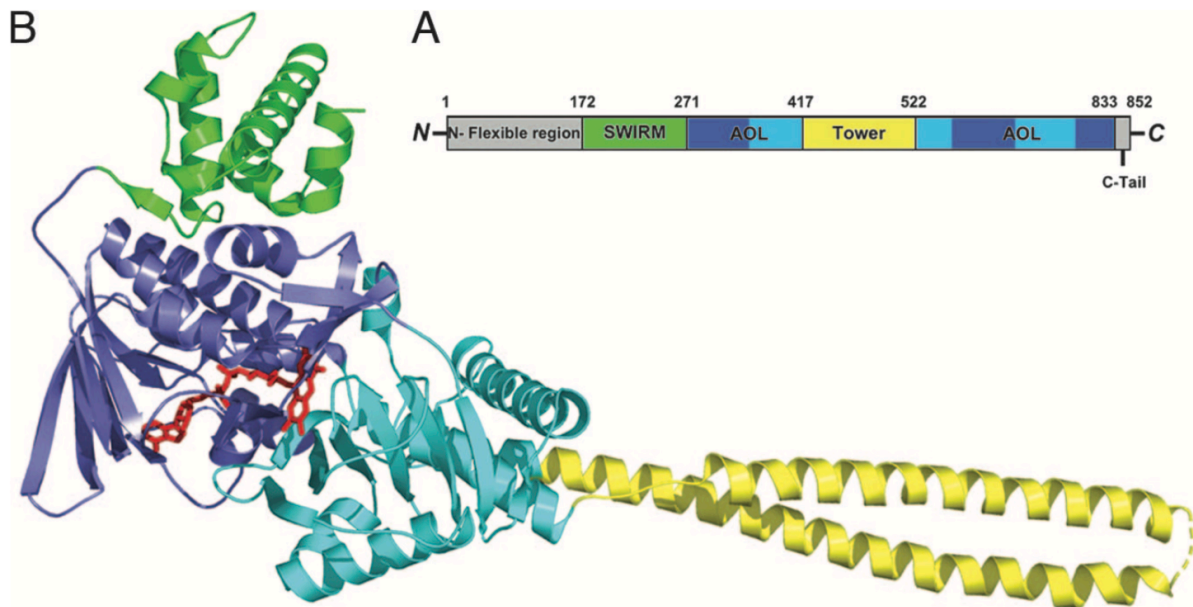 B
A
1 172 271 417 522 833 852
N N- Flexible region SWIRM AOL Tower AOL C
C-Tail